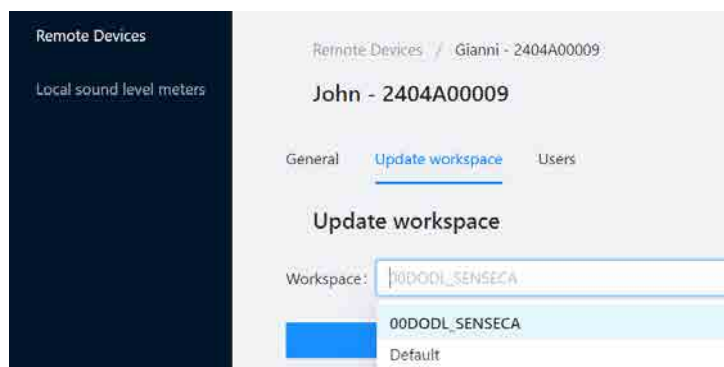 Remote Devices
Local sound level meters
Remote Devices / Gianni - 2404A00009
John - 2404A00009
General Update workspace Users
Update workspace
Workspace: 00DODL_SENSECA
00DODL_SENSECA
Default